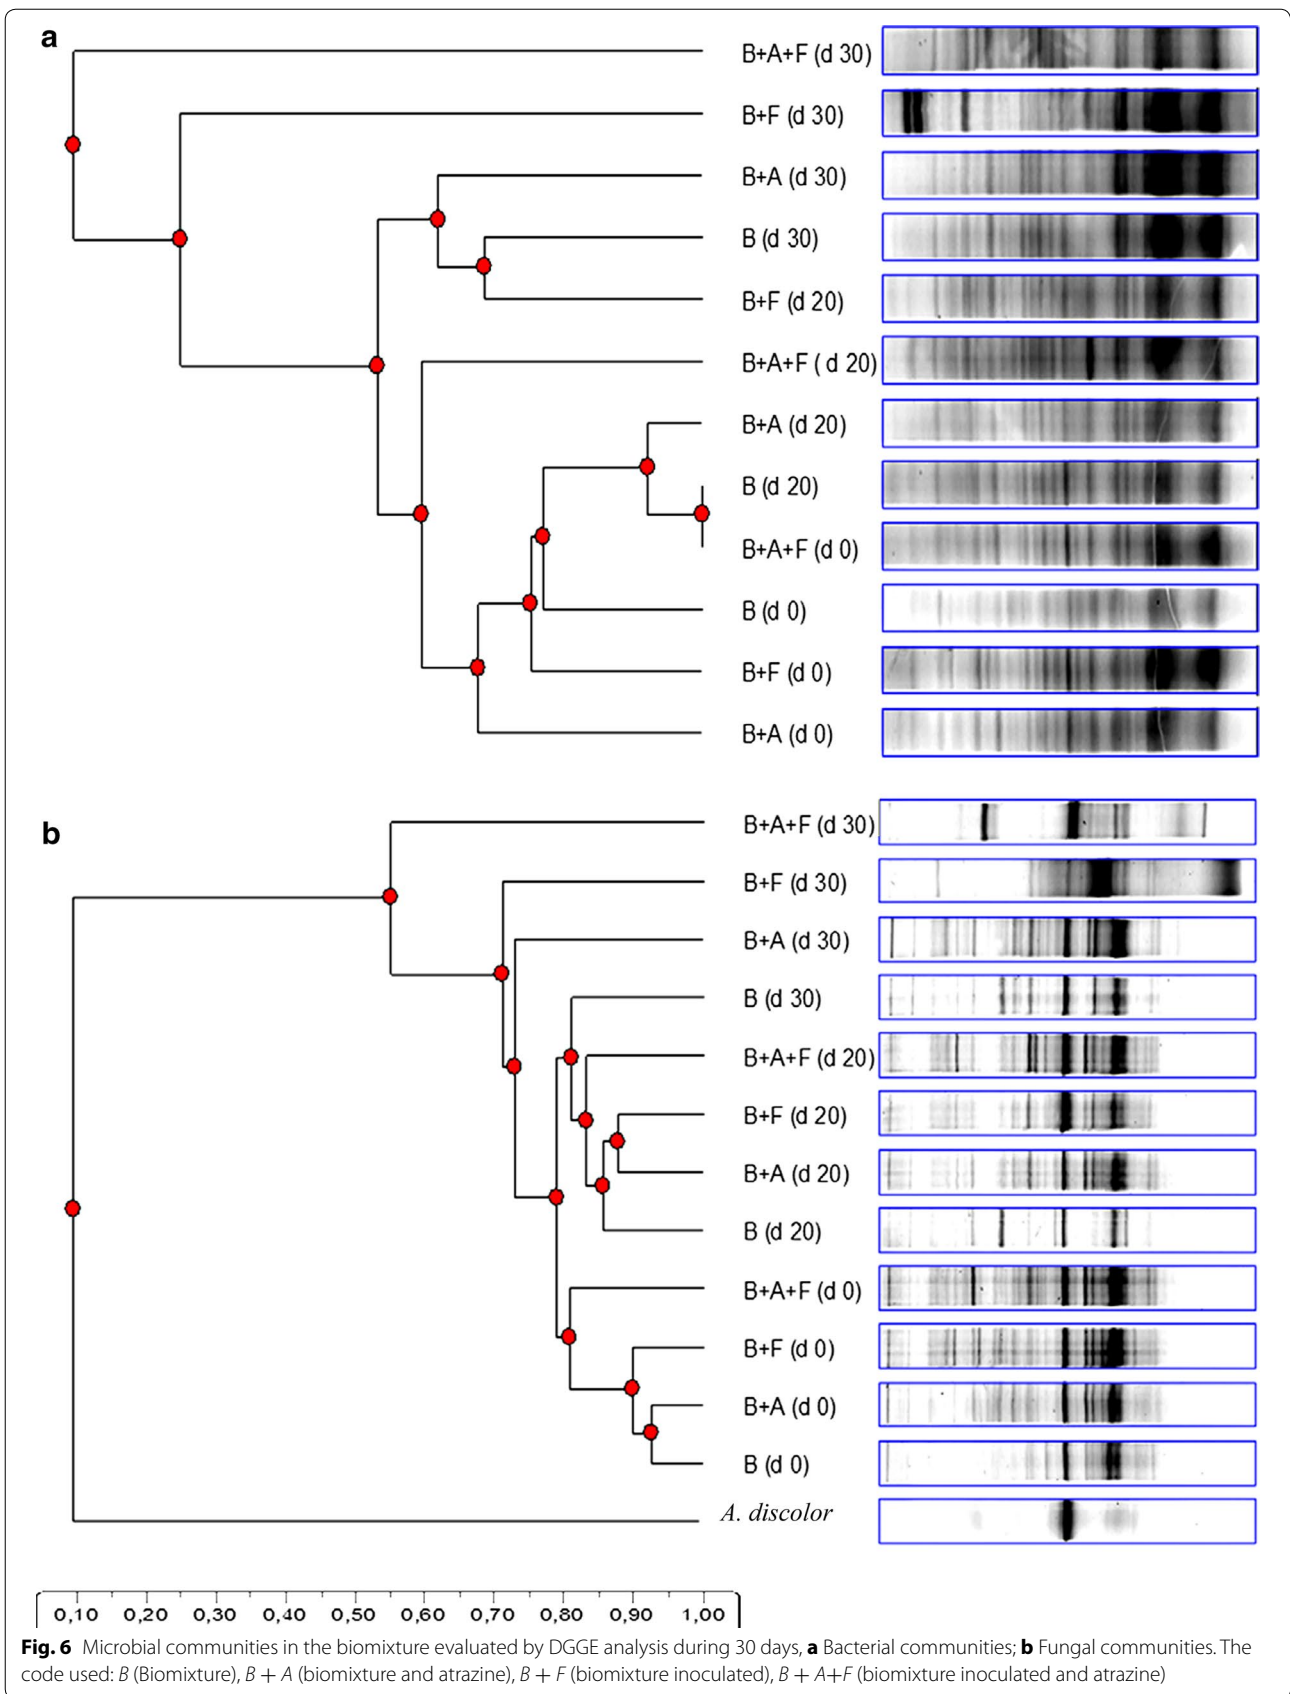 a
B+A+F (d 30)
B+F (d 30)
B+A (d 30)
B (d 30)
B+F (d 20)
B+A+F ( d 20)
B+A (d 20)
B (d 20)
B+A+F (d 0)
B (d 0)
B+F (d 0)
B+A (d 0)
b
B+A+F (d 30)
B+F (d 30)
B+A (d 30)
B (d 30)
B+A+F (d 20)
B+F (d 20)
B+A (d 20)
B (d 20)
B+A+F (d 0)
B+F (d 0)
B+A (d 0)
B (d 0)
A. discolor
0,10 0,20 0,30 0,40 0,50 0,60 0,70 0,80 0,90 1,00
Fig. 6 Microbial communities in the biomixture evaluated by DGGE analysis during 30 days, a Bacterial communities; b Fungal communities. The
code used: B (Biomixture), B + A (biomixture and atrazine), B + F (biomixture inoculated), B + A+F (biomixture inoculated and atrazine)